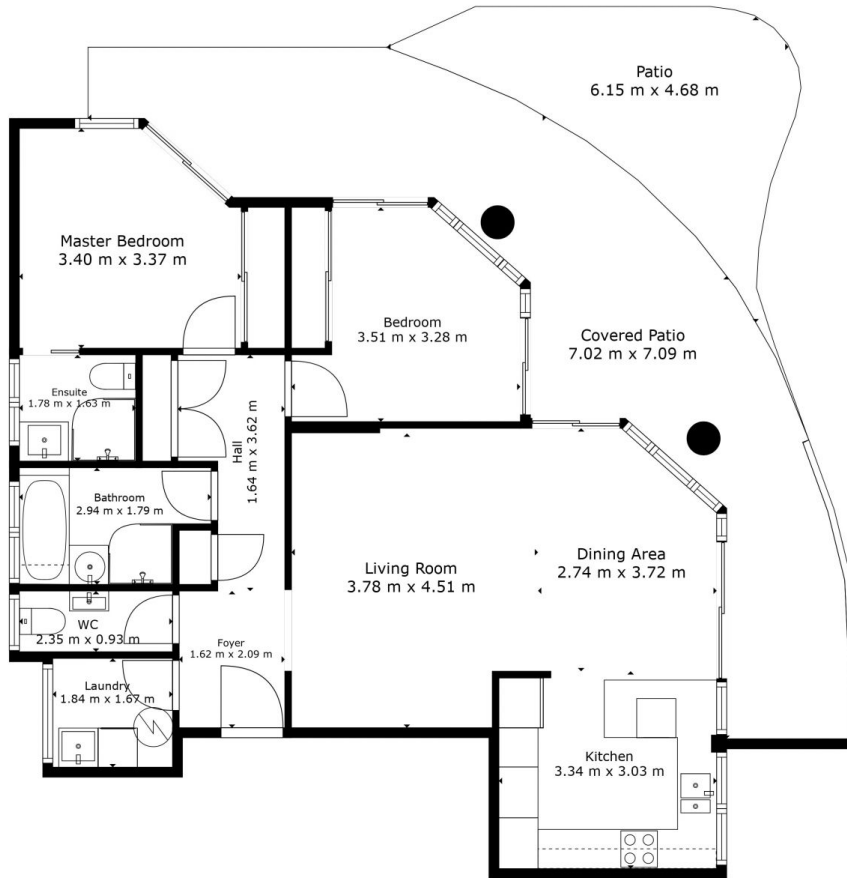 Patio
6.15 m x 4.68 m
Master Bedroom
3.40 m x 3.37 m
Bedroom
3.51 m x 3.28 m
Covered Patio
7.02 m x 7.09 m
Ensuite
1.78 m x 1.63 m
Hall
1.64 m x 3.62 m
Bathroom
2.94 m x 1.79 m
Living Room
3.78 m x 4.51 m
Dining Area
2.74 m x 3.72 m
WC
2.35 m x 0.93 m
Foyer
1.62 m x 2.09 m
Laundry
1.84 m x 1.67 m
Kitchen
3.34 m x 3.03 m